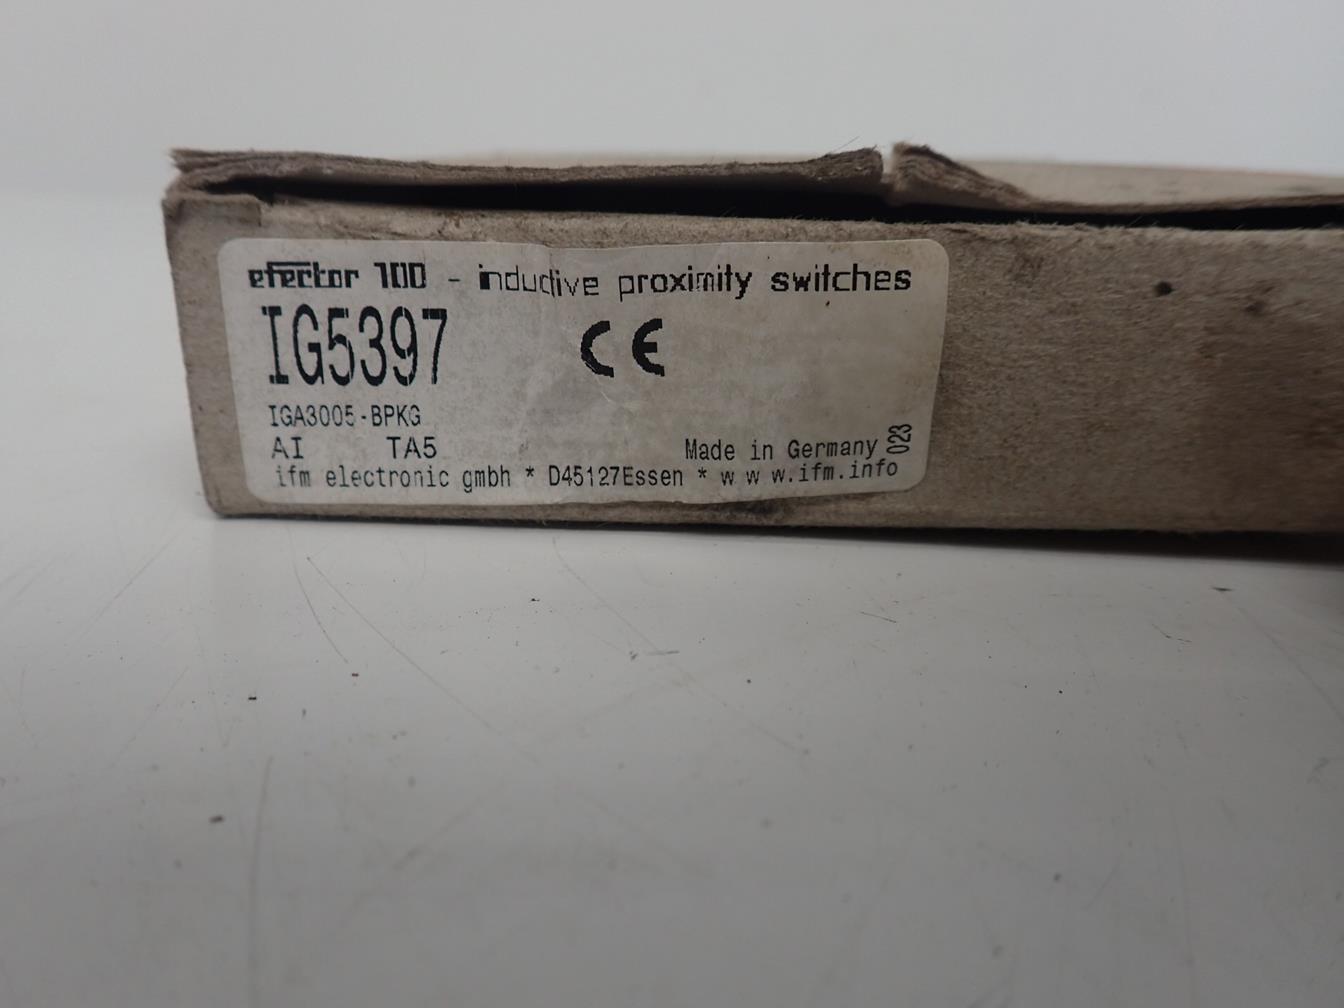 efector 100 - inductive proximity switches
IG5397
CE
IGA3005-BPKG
AI TA5
Made in Germany 023
ifm electronic gmbh * D45127Essen * w w w.ifm.info